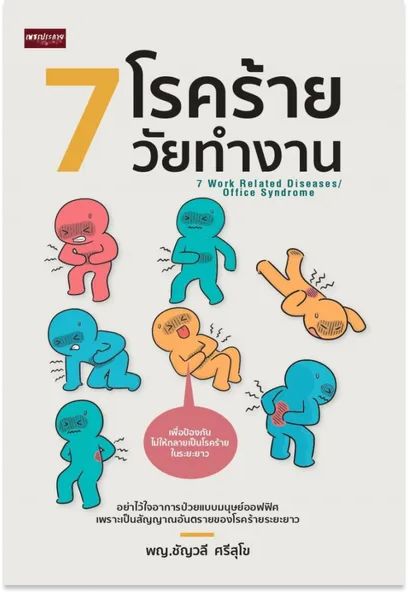 เพชรประกาย
7 โรคร้าย
วัยทำงาน
7 Work Related Diseases/
Office Syndrome
เพื่อป้องกัน
ไม่ให้กลายเป็นโรคร้าย
ในระยะยาว
อย่าไว้ใจอาการป่วยแบบมนุษย์ออฟฟิศ
เพราะเป็นสัญญาณอันตรายของโรคร้ายระยะยาว
พญ.ชัญวลี ศรีสุโข